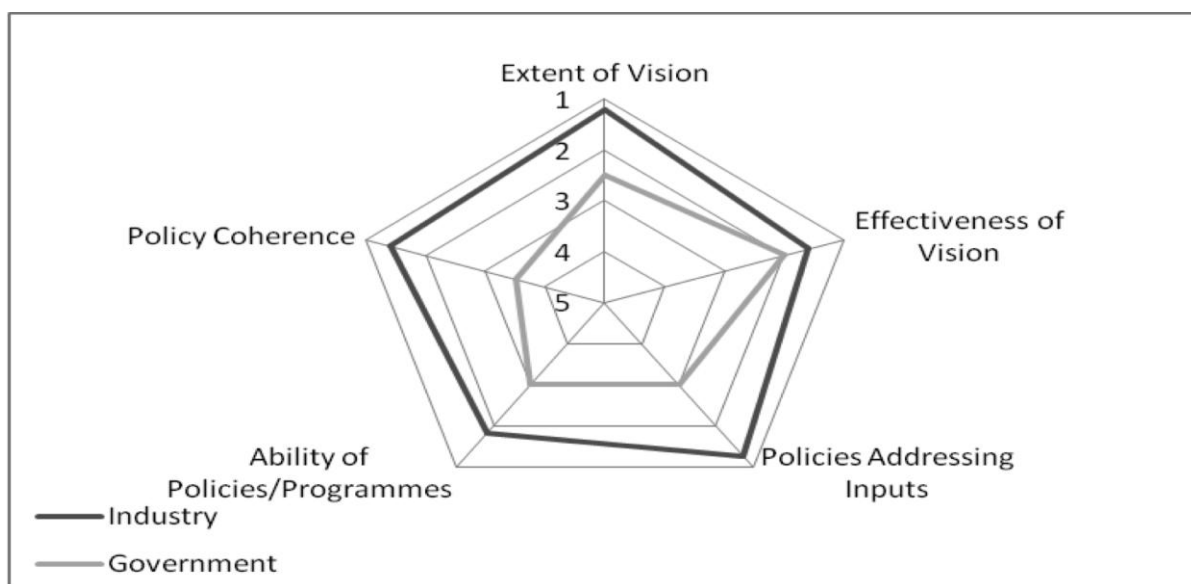 Extent of Vision
1
2
3
4
5
Policy Coherence
Effectiveness of
Vision
Ability of
Policies/Programmes
Policies Addressing
Inputs
Industry
Government